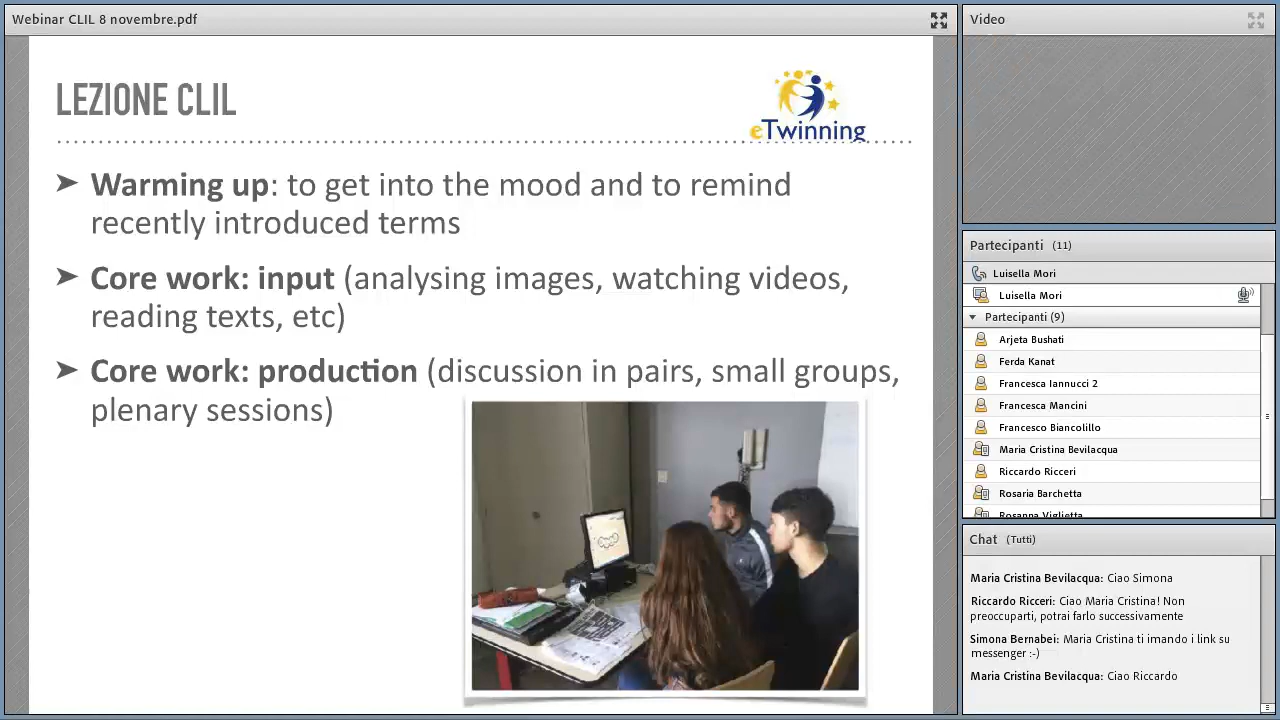 Webinar CLIL 8 novembre.pdf
LEZIONE CLIL
eTwinning
➤ Warming up: to get into the mood and to remind
recently introduced terms
➤ Core work: input (analysing images, watching videos,
reading texts, etc)
➤ Core work: production (discussion in pairs, small groups,
plenary sessions)
Video
Partecipanti (11)
Luisella Mori
Luisella Mori
Partecipanti (9)
Arjeta Bushati
Ferda Kanat
Francesca Iannucci 2
Francesca Mancini
Francesco Biancolillo
Maria Cristina Bevilacqua
Riccardo Ricceri
Rosaria Barchetta
Rosanna Viglietta
Chat (Tutti)
Maria Cristina Bevilacqua: Ciao Simona
Riccardo Ricceri: Ciao Maria Cristina! Non
preoccuparti, potrai farlo successivamente
Simona Bernabei: Maria Cristina ti imando i link su
messenger :-)
Maria Cristina Bevilacqua: Ciao Riccardo